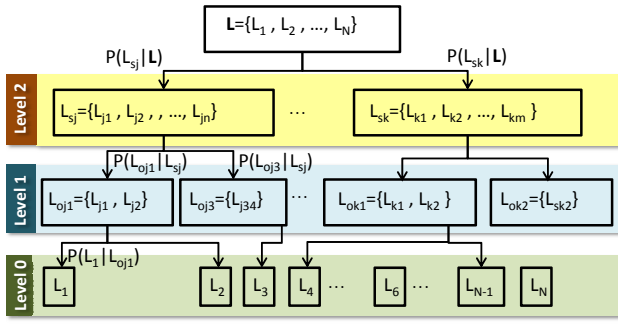 L={L1 , L2 , ..., LN}
P(Lsj|L) P(Lsk|L)
Level 2
Lsj={Lj1 , Lj2 , , ..., Ljn} ... Lsk={Lk1 , Lk2 , ..., Lkm }
P(Loj1|Lsj) P(Loj3|Lsj)
Level 1
Loj1={Lj1 , Lj2} Loj3={Lj34} ... Lok1={Lk1 , Lk2 } Lok2={Lsk2}
P(L1|Loj1)
Level 0
L1 L2 L3 L4 ... L6 ... LN-1 LN